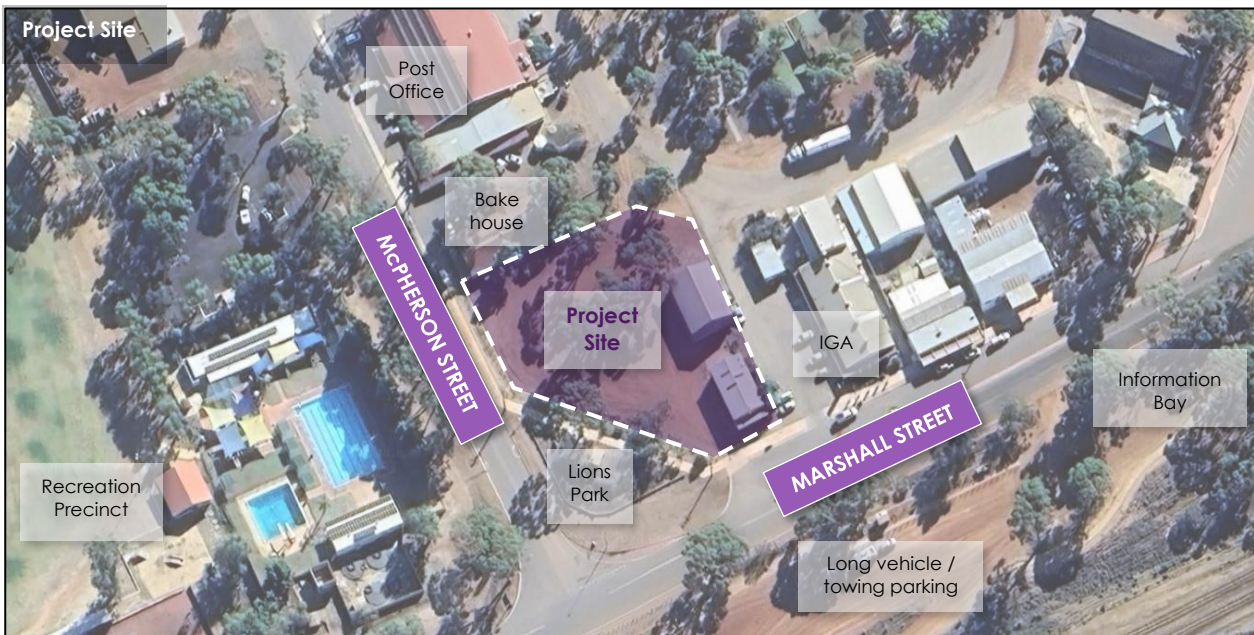 Project Site
Post
Office
Bake
house
McPHERSON STREET
Project
Site
IGA
Information
Bay
MARSHALL STREET
Recreation
Precinct
Lions
Park
Long vehicle /
towing parking